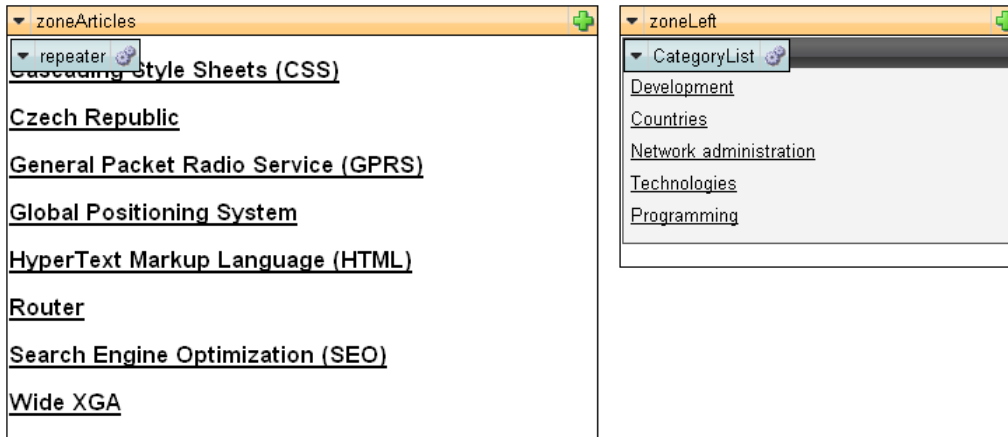 zoneArticles
repeater
Cascading Style Sheets (CSS)
Czech Republic
General Packet Radio Service (GPRS)
Global Positioning System
HyperText Markup Language (HTML)
Router
Search Engine Optimization (SEO)
Wide XGA
zoneLeft
CategoryList
Development
Countries
Network administration
Technologies
Programming